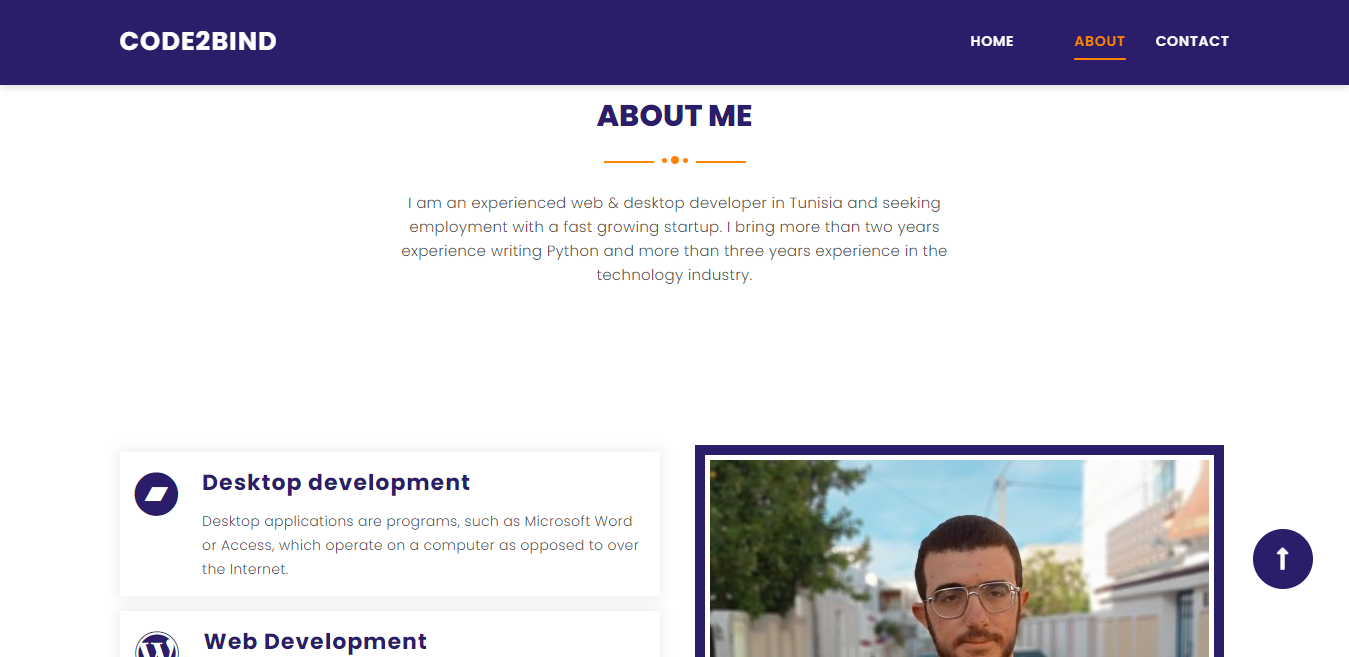 CODE2BIND
HOME
ABOUT
CONTACT
ABOUT ME
I am an experienced web & desktop developer in Tunisia and seeking
employment with a fast growing startup. I bring more than two years
experience writing Python and more than three years experience in the
technology industry.
Desktop development
Desktop applications are programs, such as Microsoft Word
or Access, which operate on a computer as opposed to over
the Internet.
Web Development